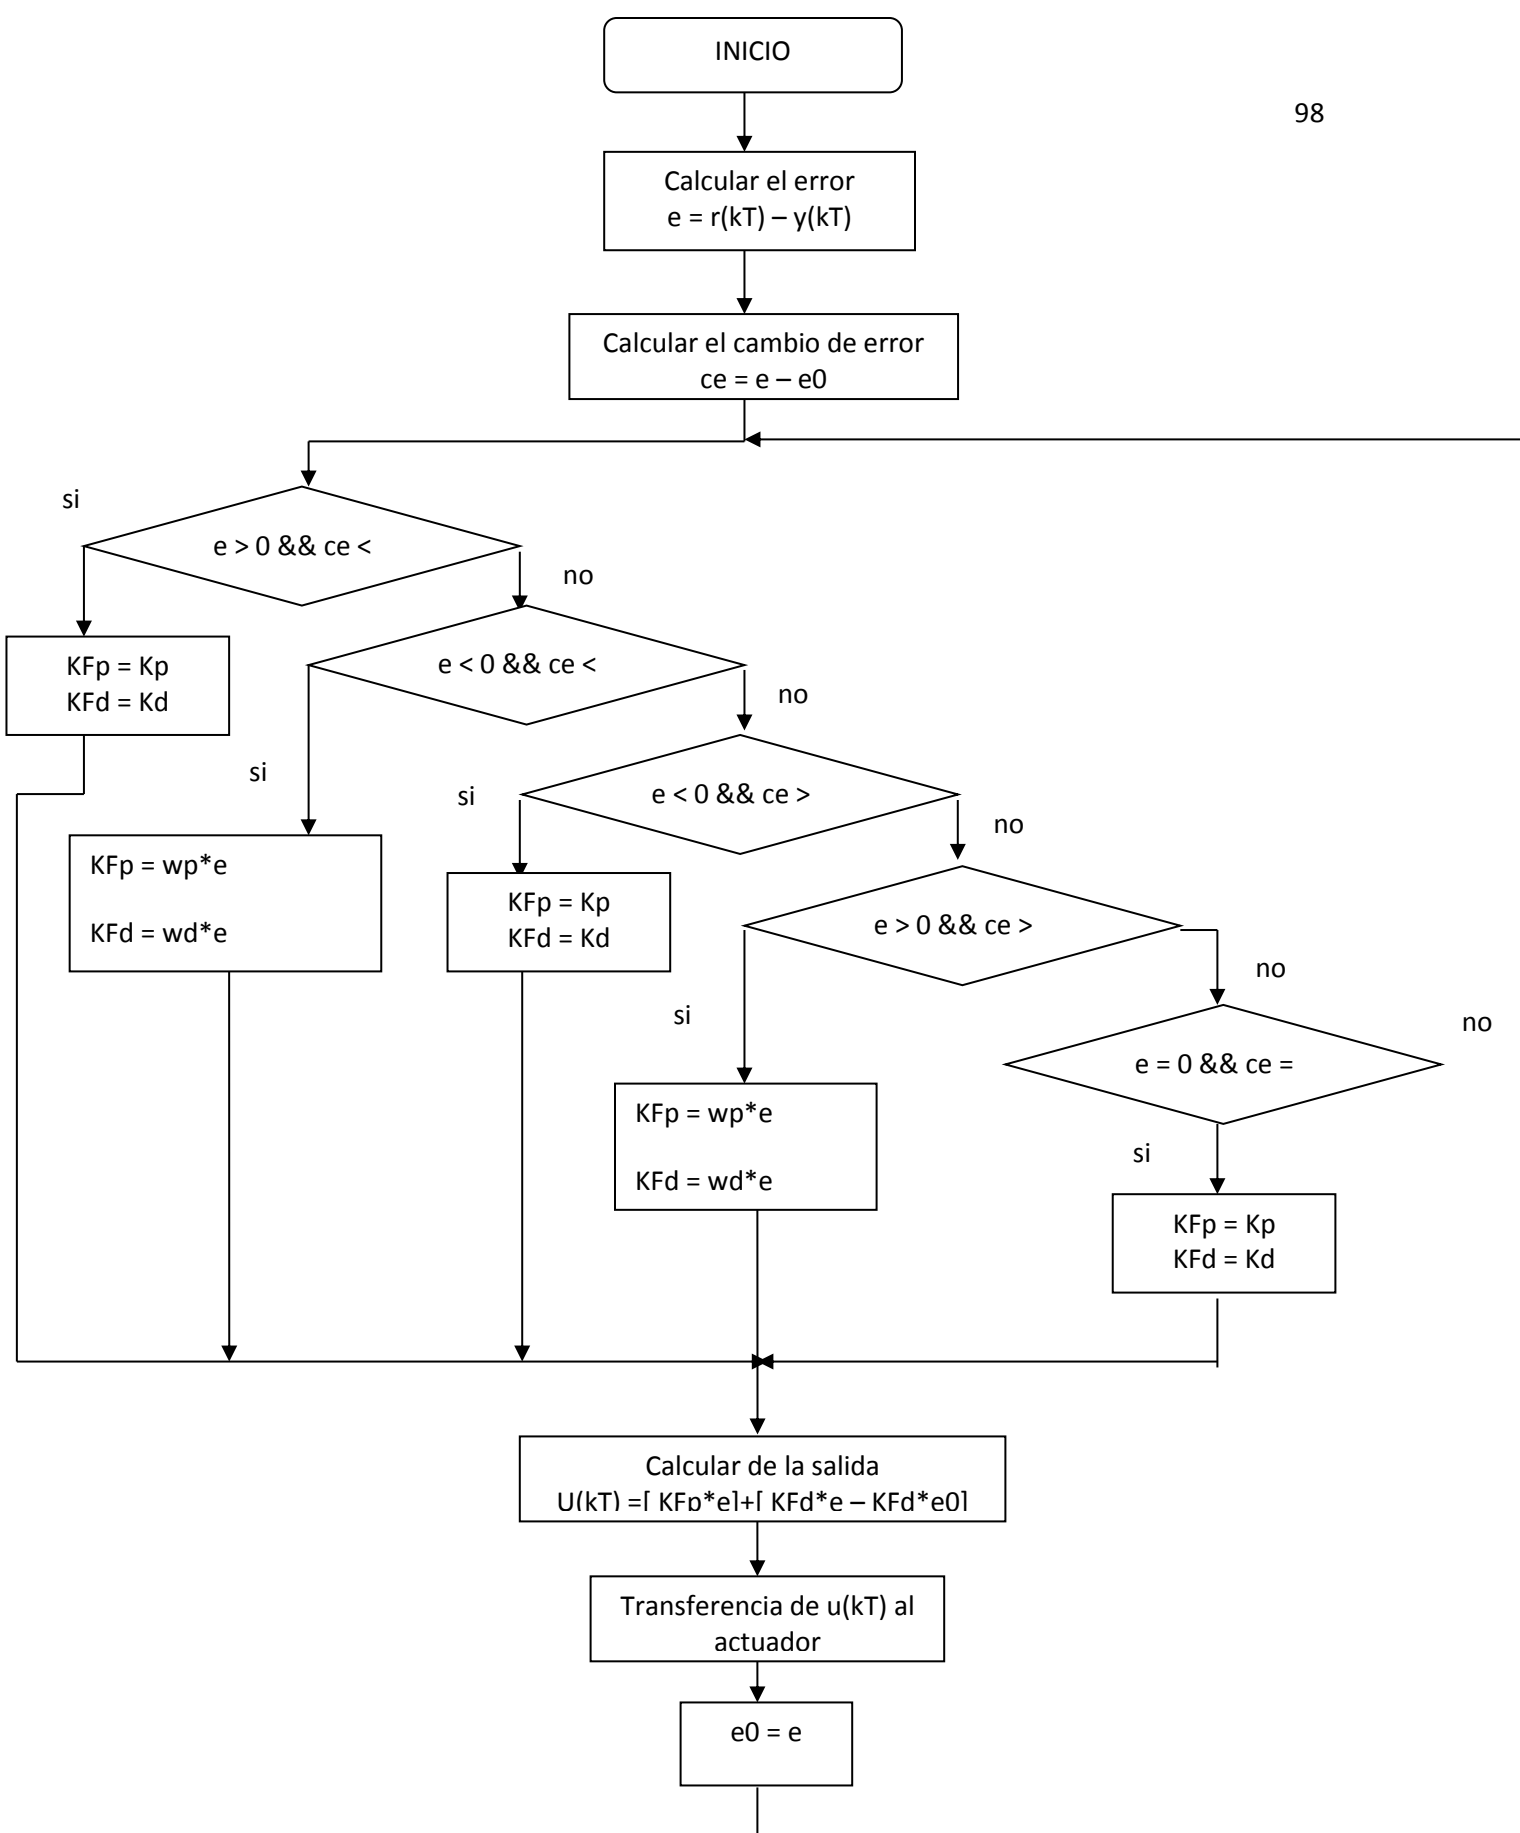 INICIO
98
Calcular el error
e = r(kT) – y(kT)
Calcular el cambio de error
ce = e – e0
si
e > 0 && ce <
no
KFp = Kp
KFd = Kd
e < 0 && ce <
no
si
e < 0 && ce >
si
no
KFp = wp*e
KFd = wd*e
KFp = Kp
KFd = Kd
e > 0 && ce >
no
si
e = 0 && ce =
no
KFp = wp*e
KFd = wd*e
si
KFp = Kp
KFd = Kd
Calcular de la salida
U(kT) =[ KFp*e]+[ KFd*e – KFd*e0]
Transferencia de u(kT) al
actuador
e0 = e